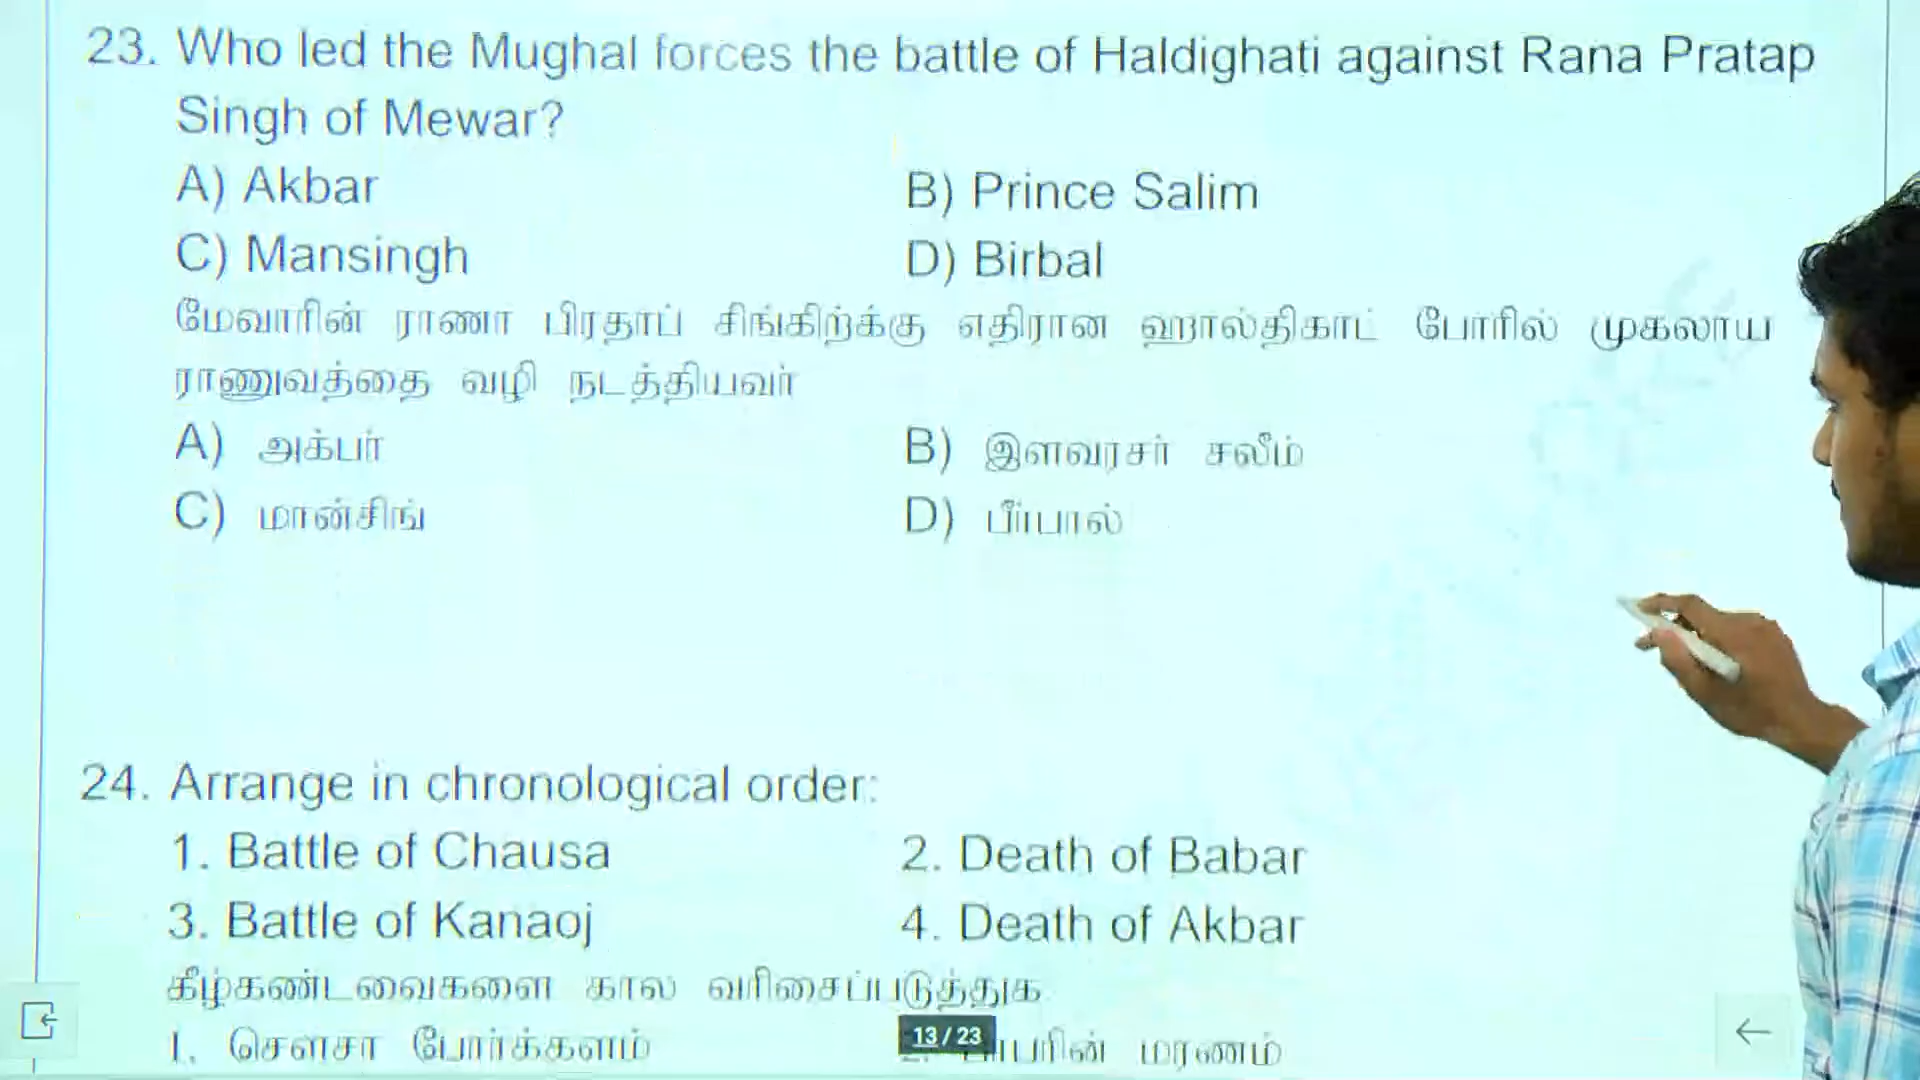 23. Who led the Mughal forces the battle of Haldighati against Rana Pratap
Singh of Mewar?
A) Akbar B) Prince Salim
C) Mansingh D) Birbal
மேவாரின் ராணா பிரதாப் சிங்கிற்க்கு எதிரான ஹால்திகாட் போரில் முகலாய
ராணுவத்தை வழி நடத்தியவர்
A) அக்பர் B) இளவரசர் சலீம்
C) மான்சிங் D) பீர்பால்
24. Arrange in chronological order:
1. Battle of Chausa 2. Death of Babar
3. Battle of Kanaoj 4. Death of Akbar
கீழ்கண்டவைகளை கால வரிசைப்படுத்துக
1. சௌசா போர்க்களம் மரணம்
13 / 23